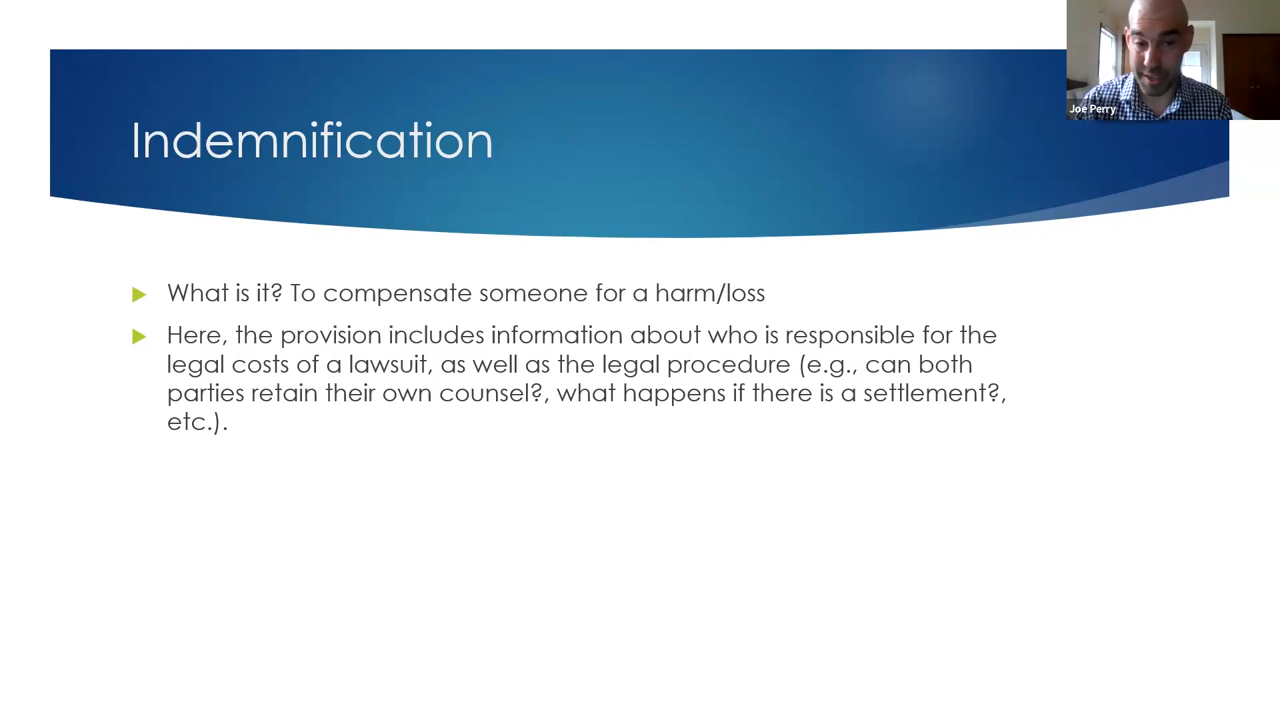 Joe Perry
Indemnification
What is it? To compensate someone for a harm/loss
Here, the provision includes information about who is responsible for the
legal costs of a lawsuit, as well as the legal procedure (e.g., can both
parties retain their own counsel?, what happens if there is a settlement?,
etc.).